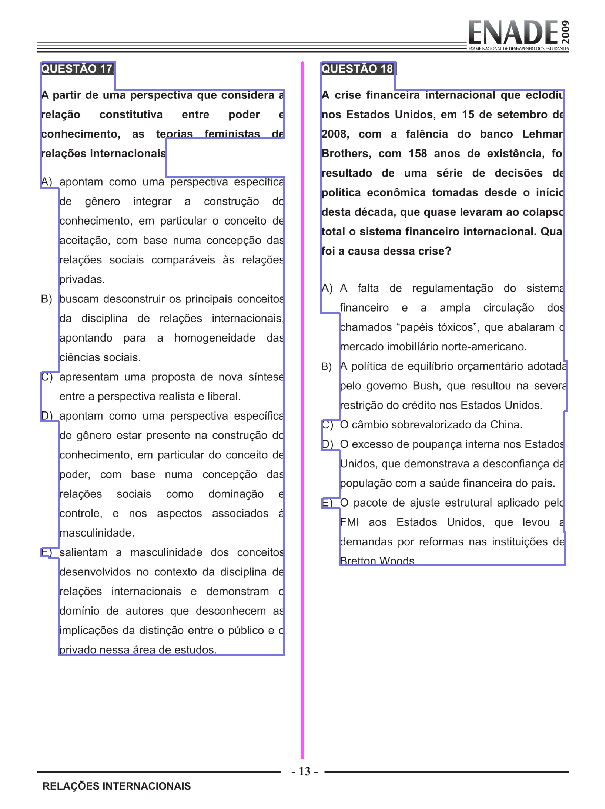 ENADE 2009
EXAME NACIONAL DE DESEMPENHO DOS ESTUDANTES
QUESTÃO 17
A partir de uma perspectiva que considera a
relação constitutiva entre poder e
conhecimento, as teorias feministas de
relações internacionais
A) apontam como uma perspectiva específica
de gênero integrar a construção do
conhecimento, em particular o conceito de
aceitação, com base numa concepção das
relações sociais comparáveis às relações
privadas.
B) buscam desconstruir os principais conceitos
da disciplina de relações internacionais,
apontando para a homogeneidade das
ciências sociais.
C) apresentam uma proposta de nova síntese
entre a perspectiva realista e liberal.
D) apontam como uma perspectiva específica
de gênero estar presente na construção do
conhecimento, em particular do conceito de
poder, com base numa concepção das
relações sociais como dominação e
controle, e nos aspectos associados à
masculinidade.
E) salientam a masculinidade dos conceitos
desenvolvidos no contexto da disciplina de
relações internacionais e demonstram o
domínio de autores que desconhecem as
implicações da distinção entre o público e o
privado nessa área de estudos.
QUESTÃO 18
A crise financeira internacional que eclodiu
nos Estados Unidos, em 15 de setembro de
2008, com a falência do banco Lehman
Brothers, com 158 anos de existência, foi
resultado de uma série de decisões de
política econômica tomadas desde o início
desta década, que quase levaram ao colapso
total o sistema financeiro internacional. Qual
foi a causa dessa crise?
A) A falta de regulamentação do sistema
financeiro e a ampla circulação dos
chamados “papéis tóxicos”, que abalaram o
mercado imobiliário norte-americano.
B) A política de equilíbrio orçamentário adotada
pelo governo Bush, que resultou na severa
restrição do crédito nos Estados Unidos.
C) O câmbio sobrevalorizado da China.
D) O excesso de poupança interna nos Estados
Unidos, que demonstrava a desconfiança da
população com a saúde financeira do país.
E) O pacote de ajuste estrutural aplicado pelo
FMI aos Estados Unidos, que levou a
demandas por reformas nas instituições de
Bretton Woods.
- 13 -
RELAÇÕES INTERNACIONAIS